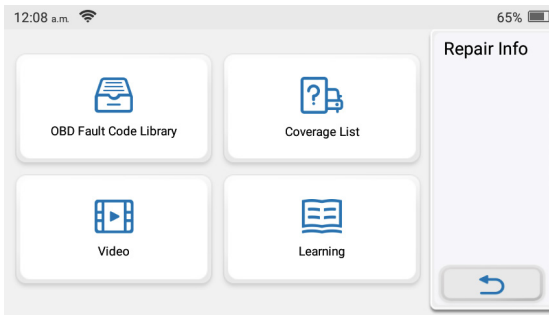 12:08 a.m. 65%
Repair Info
OBD Fault Code Library
Coverage List
Video
Learning